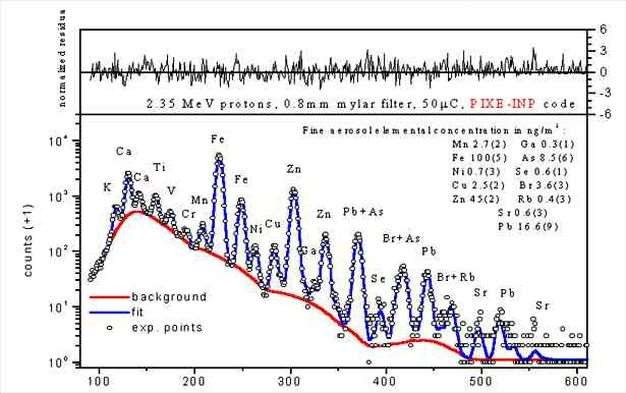 normalized residua
6
3
0
-3
-6
2.35 MeV protons, 0.8mm mylar filter, 50µC, PIXE-INP code
Fine aerosol elemental concentration in ng/m³:
Mn 2.7(2) Ga 0.3(1)
Fe 100(5) As 8.5(6)
Ni 0.7(3) Se 0.6(1)
Cu 2.5(2) Br 3.6(3)
Zn 45(2) Rb 0.4(3)
Sr 0.6(3)
Pb 16.6(9)
counts (+1)
10⁴
10³
10²
10¹
10⁰
K
Ca
Ca
Ti
V
Cr
Mn
Fe
Fe
Ni
Cu
Zn
Ga
Zn
Pb+As
Se
Br+As
Pb
Br+Rb
Sr
Pb
Sr
background
fit
exp. points
100 200 300 400 500 600